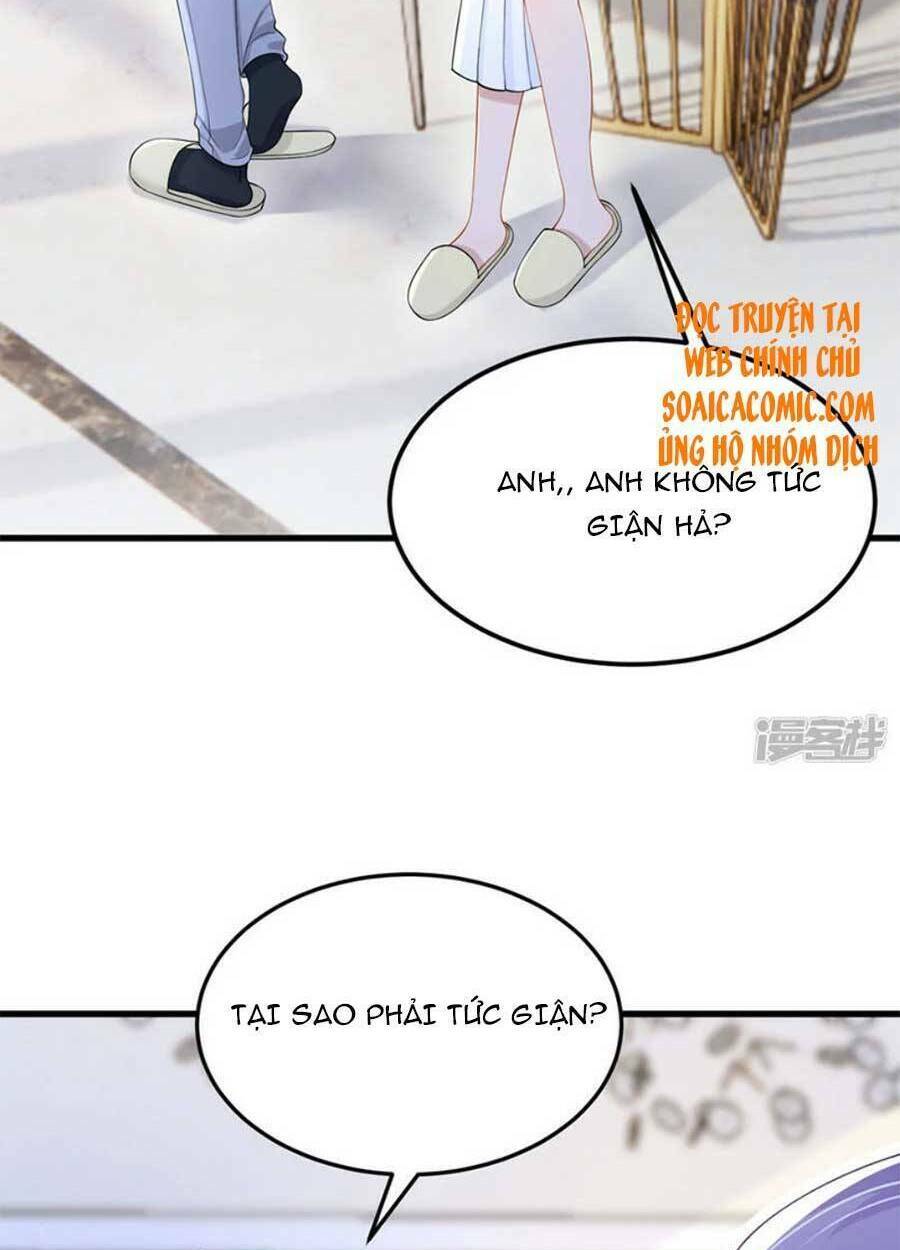 ĐỌC TRUYỆN TẠI
WEB CHÍNH CHỦ
SOAICACOMIC.COM
ỦNG HỘ NHÓM DỊCH
ANH,, ANH KHÔNG TỨC
GIẬN HẢ?
漫客栈
TẠI SAO PHẢI TỨC GIẬN?